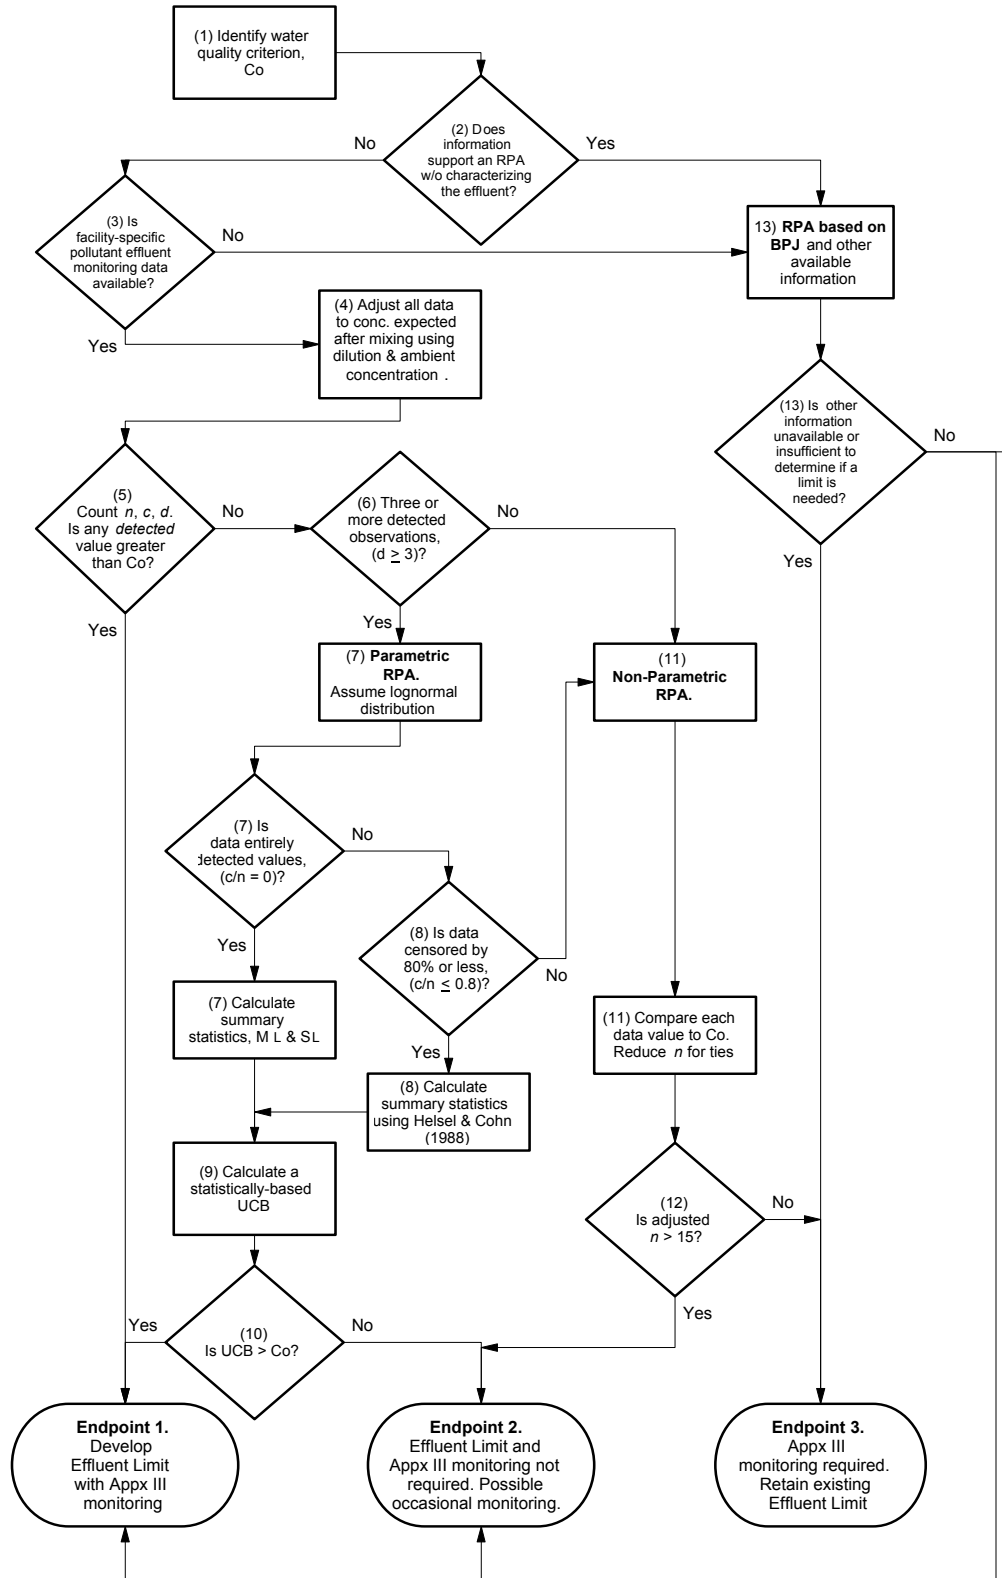 (1) Identify water
quality criterion,
Co
(2) Does
information
support an RPA
w/o characterizing
the effluent?
No
Yes
(3) Is
facility-specific
pollutant effluent
monitoring data
available?
No
Yes
13) RPA based on
BPJ and other
available
information
(4) Adjust all data
to conc. expected
after mixing using
dilution & ambient
concentration .
(13) Is other
information
unavailable or
insufficient to
determine if a
limit is
needed?
No
Yes
(5)
Count n, c, d.
Is any detected
value greater
than Co?
No
Yes
(6) Three or
more detected
observations,
(d ≥ 3)?
No
Yes
(7) Parametric
RPA.
Assume lognormal
distribution
(11)
Non-Parametric
RPA.
(7) Is
data entirely
detected values,
(c/n = 0)?
No
Yes
(8) Is data
censored by
80% or less,
(c/n ≤ 0.8)?
No
Yes
(7) Calculate
summary
statistics, M L & SL
(11) Compare each
data value to Co.
Reduce n for ties
(8) Calculate
summary statistics
using Helsel & Cohn
(1988)
(9) Calculate a
statistically-based
UCB
(12)
Is adjusted
n > 15?
No
Yes
(10)
Is UCB > Co?
Yes
No
Endpoint 1.
Develop
Effluent Limit
with Appx III
monitoring
Endpoint 2.
Effluent Limit and
Appx III monitoring not
required. Possible
occasional monitoring.
Endpoint 3.
Appx III
monitoring required.
Retain existing
Effluent Limit